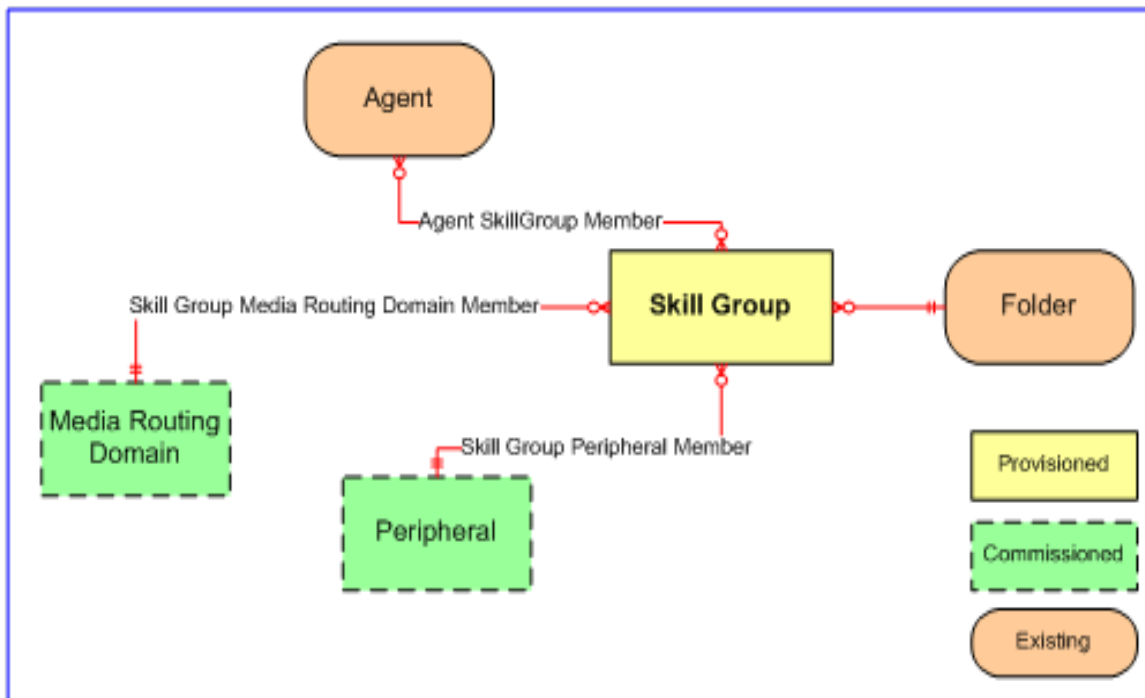 Agent
Agent SkillGroup Member
Skill Group Media Routing Domain Member
Skill Group
Folder
Media Routing
Domain
Skill Group Peripheral Member
Peripheral
Provisioned
Commissioned
Existing